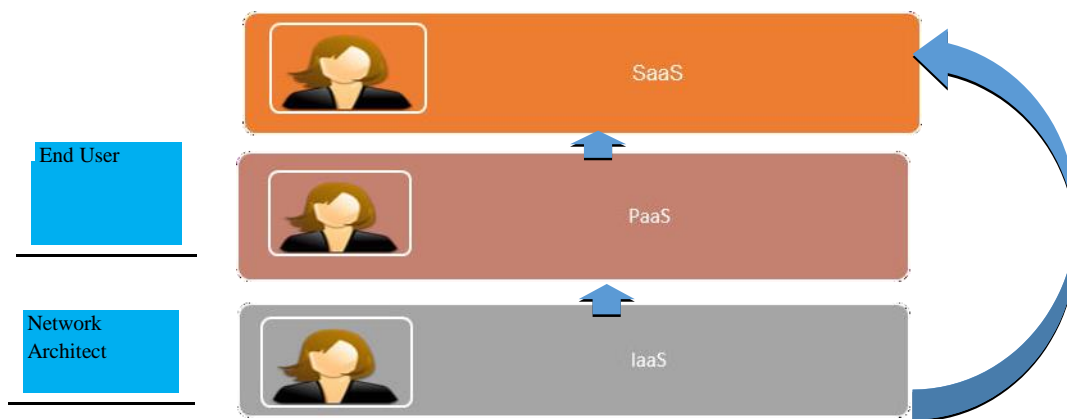 SaaS
End User
PaaS
Network
Architect
IaaS